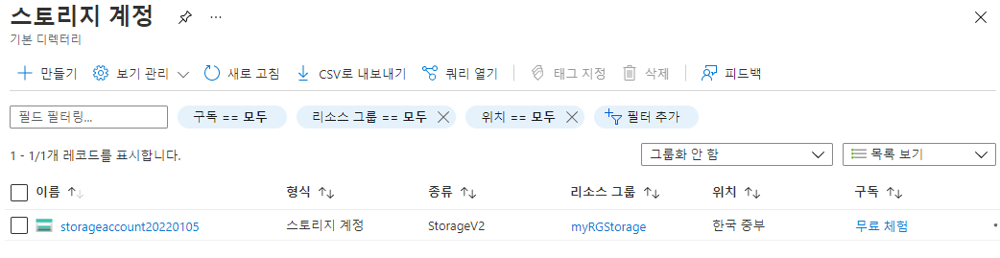 스토리지 계정
기본 디렉터리
만들기 보기 관리 새로 고침 CSV로 내보내기 쿼리 열기 태그 지정 삭제 피드백
필드 필터링... 구독 == 모두 리소스 그룹 == 모두 위치 == 모두 필터 추가
1 - 1/1개 레코드를 표시합니다. 그룹화 안 함 목록 보기
이름 형식 종류 리소스 그룹 위치 구독
storageaccount20220105 스토리지 계정 StorageV2 myRGStorage 한국 중부 무료 체험